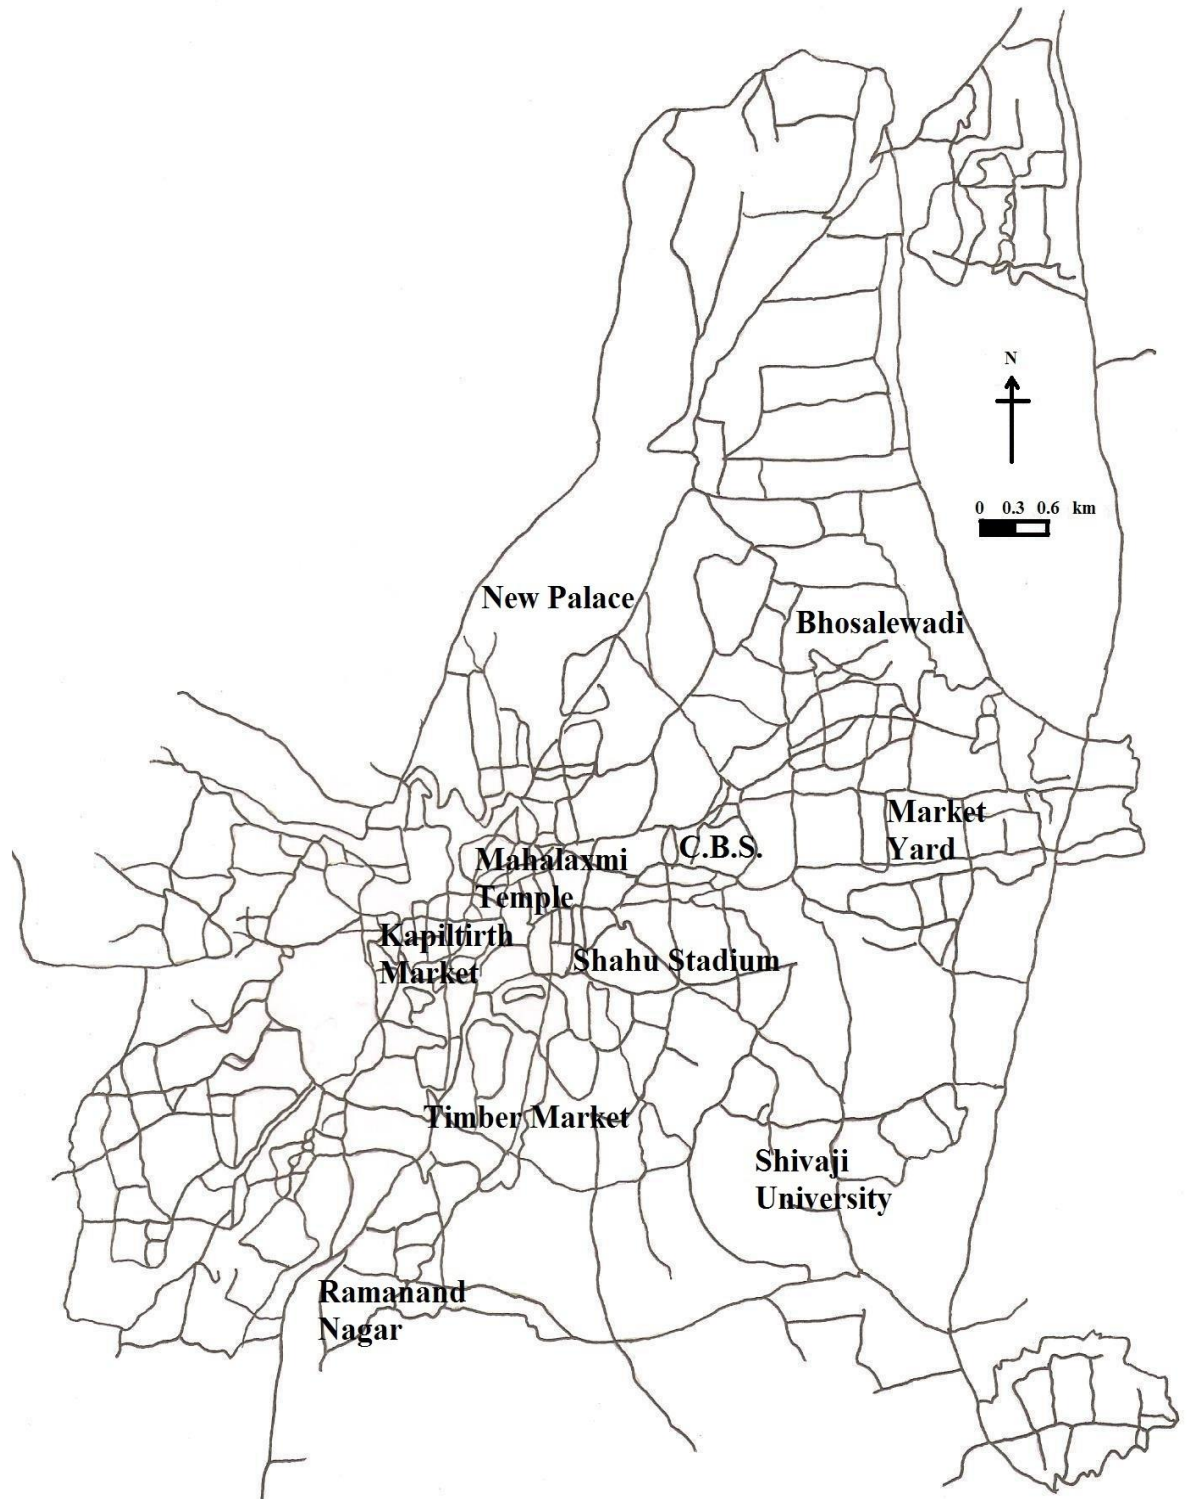 N
0 0.3 0.6 km
New Palace
Bhosalewadi
Market
Yard
C.B.S.
Mahalaxmi
Temple
Kapiltirth
Market
Shahu Stadium
Timber Market
Shivaji
University
Ramanand
Nagar